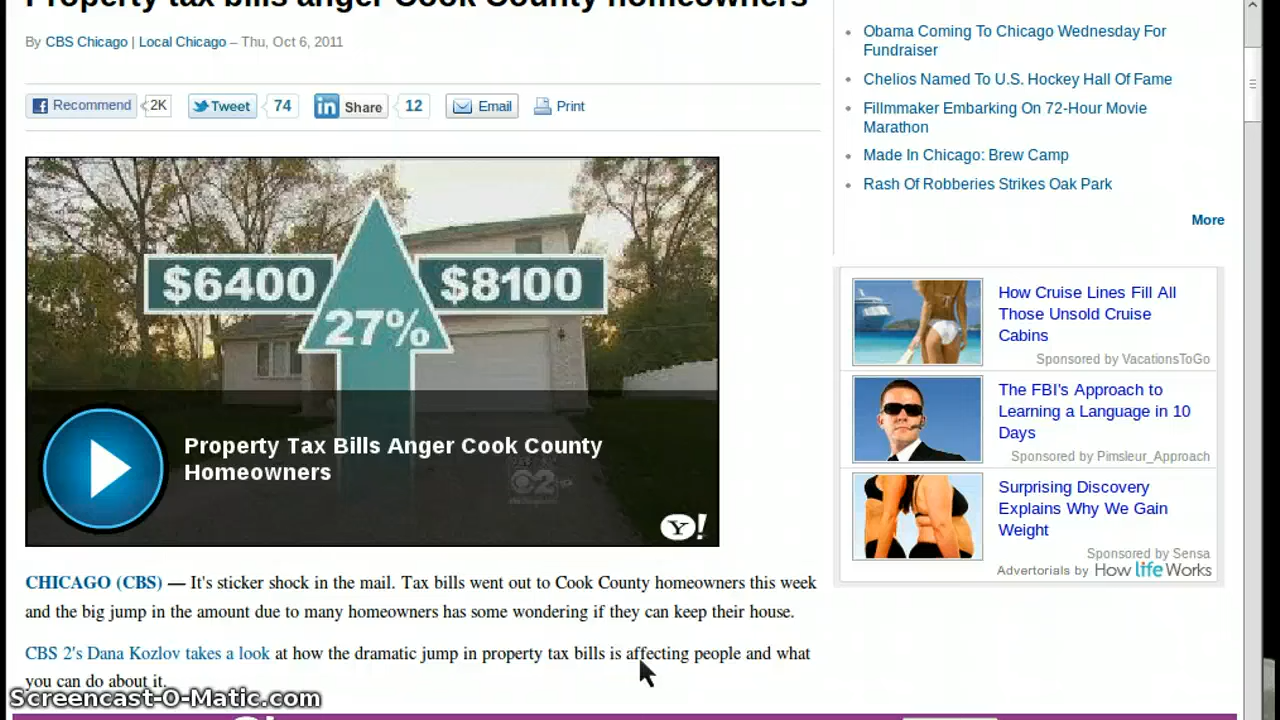 Property tax bills anger Cook County homeowners
By CBS Chicago | Local Chicago – Thu, Oct 6, 2011
Recommend 2K Tweet 74 in Share 12 Email Print
$6400 $8100
27%
Property Tax Bills Anger Cook County
Homeowners
2
Y!
CHICAGO (CBS) — It's sticker shock in the mail. Tax bills went out to Cook County homeowners this week
and the big jump in the amount due to many homeowners has some wondering if they can keep their house.
CBS 2's Dana Kozlov takes a look at how the dramatic jump in property tax bills is affecting people and what
you can do about it.
Screencast-O-Matic.com
Obama Coming To Chicago Wednesday For
Fundraiser
Chelios Named To U.S. Hockey Hall Of Fame
Fillmmaker Embarking On 72-Hour Movie
Marathon
Made In Chicago: Brew Camp
Rash Of Robberies Strikes Oak Park
More
How Cruise Lines Fill All
Those Unsold Cruise
Cabins
Sponsored by VacationsToGo
The FBI's Approach to
Learning a Language in 10
Days
Sponsored by Pimsleur_Approach
Surprising Discovery
Explains Why We Gain
Weight
Sponsored by Sensa
Advertorials by How life Works